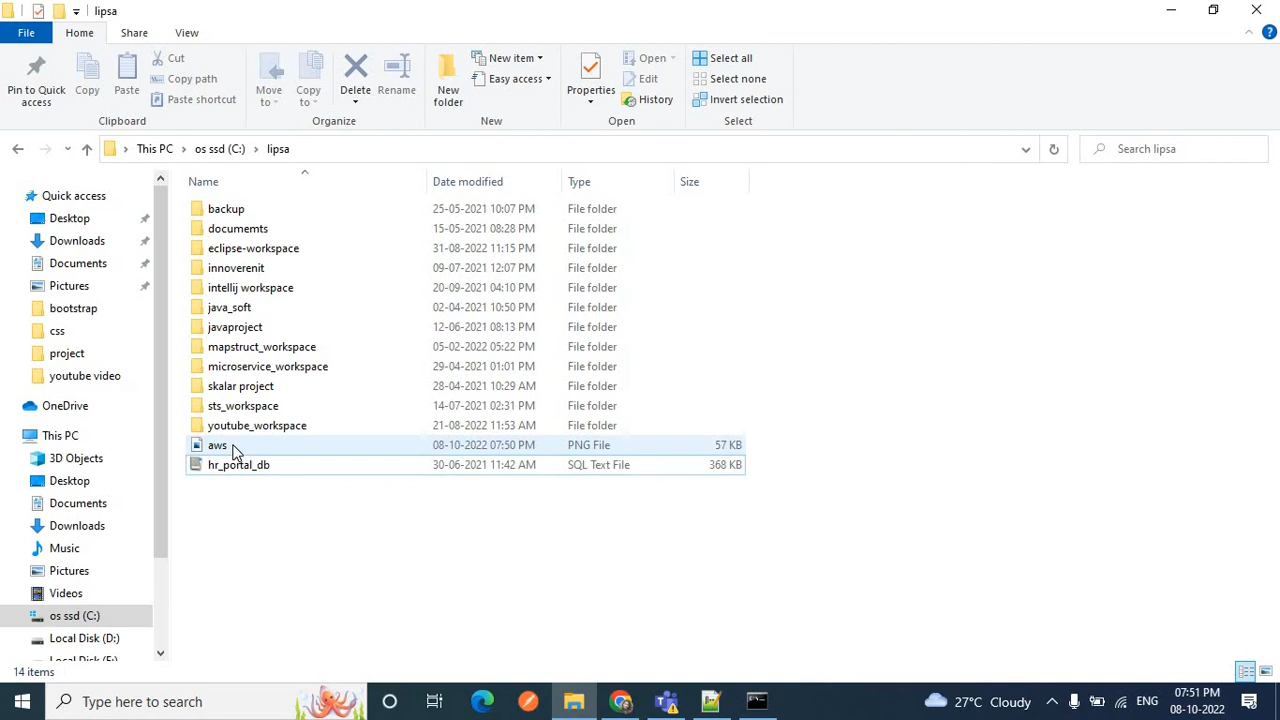 lipsa
File Home Share View
Pin to Quick access
Copy
Paste
Cut
Copy path
Paste shortcut
Clipboard
Move to
Copy to
Delete
Rename
Organize
New folder
New item
Easy access
New
Properties
Open
Edit
History
Open
Select all
Select none
Invert selection
Select
This PC > os ssd (C:) > lipsa
Search lipsa
Name Date modified Type Size
backup 25-05-2021 10:07 PM File folder
documemts 15-05-2021 08:28 PM File folder
eclipse-workspace 31-08-2022 11:15 PM File folder
innoverenit 09-07-2021 12:07 PM File folder
intellij workspace 20-09-2021 04:10 PM File folder
java_soft 02-04-2021 10:50 PM File folder
javaproject 12-06-2021 08:13 PM File folder
mapstruct_workspace 05-02-2022 05:22 PM File folder
microservice_workspace 29-04-2021 01:01 PM File folder
skalar project 28-04-2021 10:29 AM File folder
sts_workspace 14-07-2021 02:31 PM File folder
youtube_workspace 21-08-2022 11:53 AM File folder
aws 08-10-2022 07:50 PM PNG File 57 KB
hr_portal_db 30-06-2021 11:42 AM SQL Text File 368 KB
Quick access
Desktop
Downloads
Documents
Pictures
bootstrap
css
project
youtube video
OneDrive
This PC
3D Objects
Desktop
Documents
Downloads
Music
Pictures
Videos
os ssd (C:)
Local Disk (D:)
14 items
Type here to search
27°C Cloudy
ENG
07:51 PM
08-10-2022